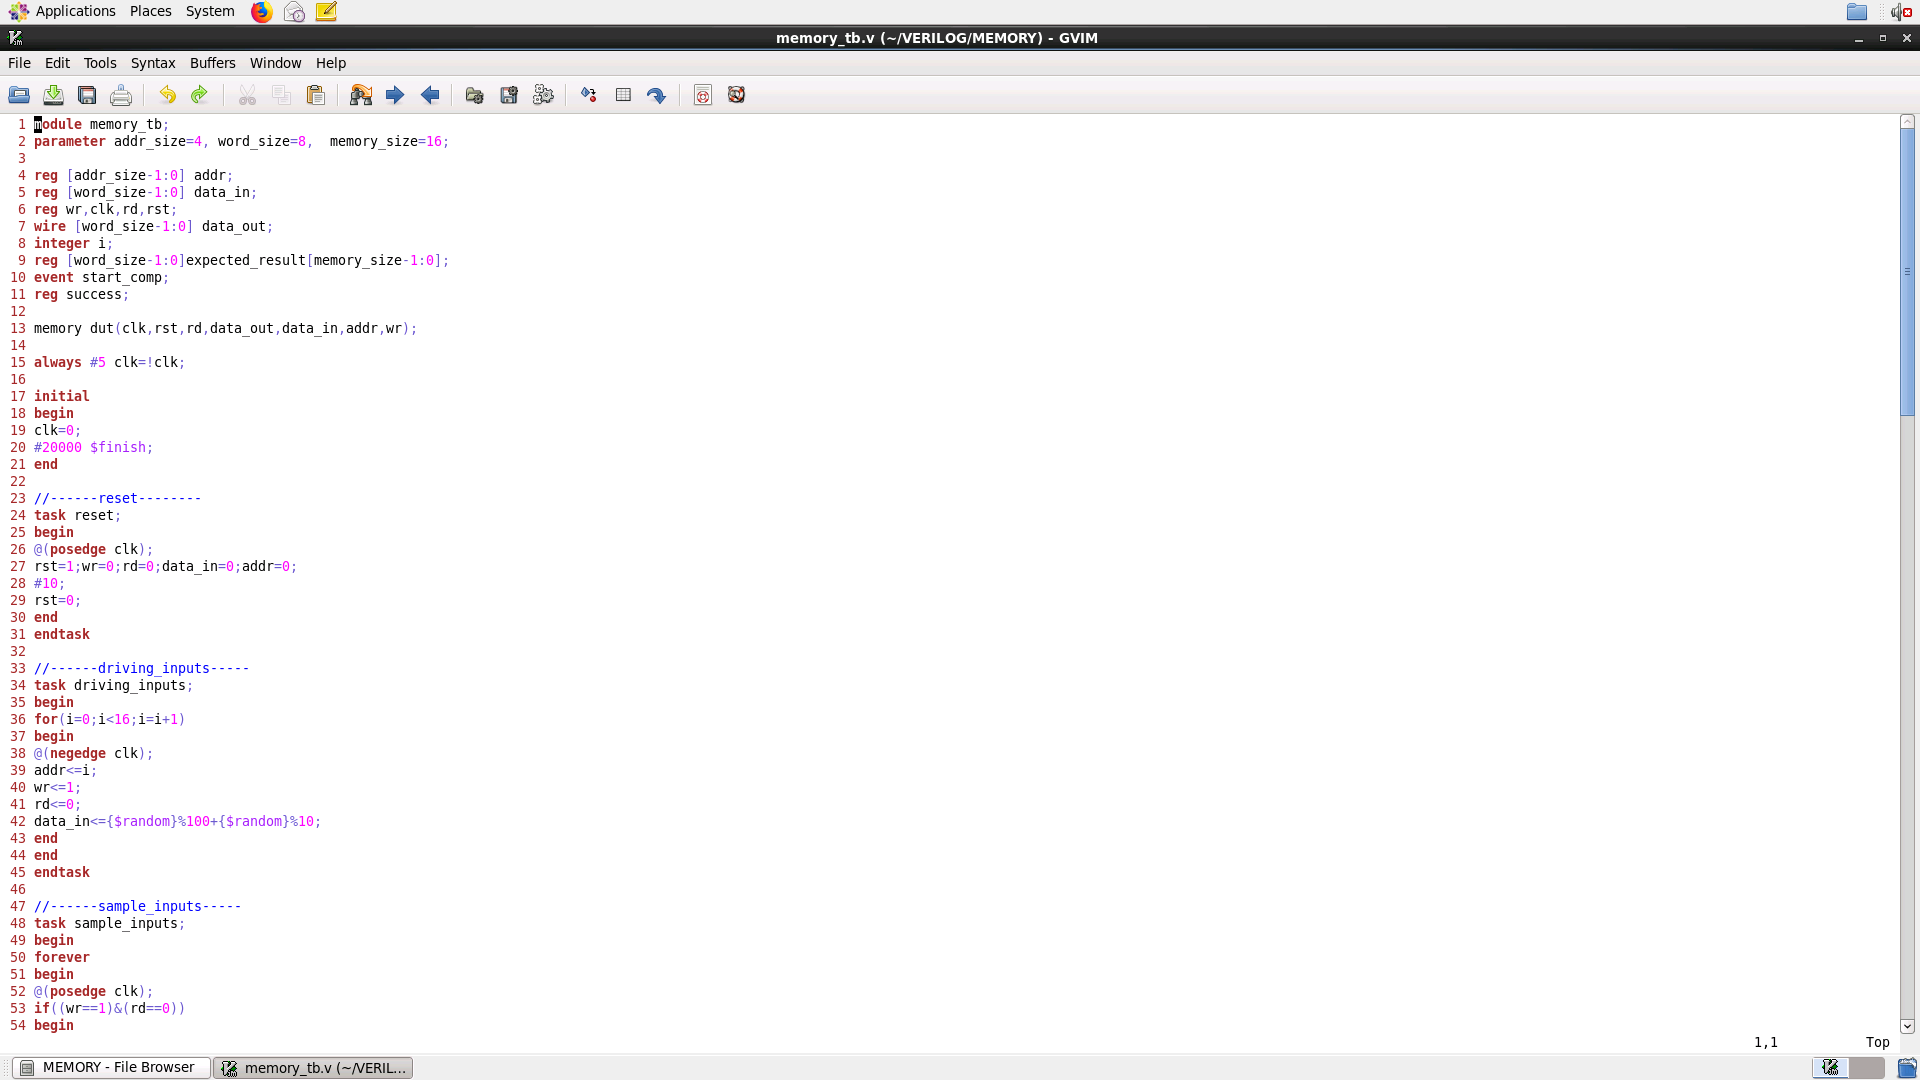 Applications Places System
memory_tb.v (~/VERILOG/MEMORY) - GVIM
File Edit Tools Syntax Buffers Window Help
1 module memory_tb;
2 parameter addr_size=4, word_size=8,  memory_size=16;
3
4 reg [addr_size-1:0] addr;
5 reg [word_size-1:0] data_in;
6 reg wr,clk,rd,rst;
7 wire [word_size-1:0] data_out;
8 integer i;
9 reg [word_size-1:0]expected_result[memory_size-1:0];
10 event start_comp;
11 reg success;
12
13 memory dut(clk,rst,rd,data_out,data_in,addr,wr);
14
15 always #5 clk=!clk;
16
17 initial
18 begin
19 clk=0;
20 #20000 $finish;
21 end
22
23 //------reset--------
24 task reset;
25 begin
26 @(posedge clk);
27 rst=1;wr=0;rd=0;data_in=0;addr=0;
28 #10;
29 rst=0;
30 end
31 endtask
32
33 //------driving_inputs-----
34 task driving_inputs;
35 begin
36 for(i=0;i<16;i=i+1)
37 begin
38 @(negedge clk);
39 addr<=i;
40 wr<=1;
41 rd<=0;
42 data_in<={$random}%100+{$random}%10;
43 end
44 end
45 endtask
46
47 //------sample_inputs-----
48 task sample_inputs;
49 begin
50 forever
51 begin
52 @(posedge clk);
53 if((wr==1)&(rd==0))
54 begin
1,1 Top
MEMORY - File Browser memory_tb.v (~/VERIL...